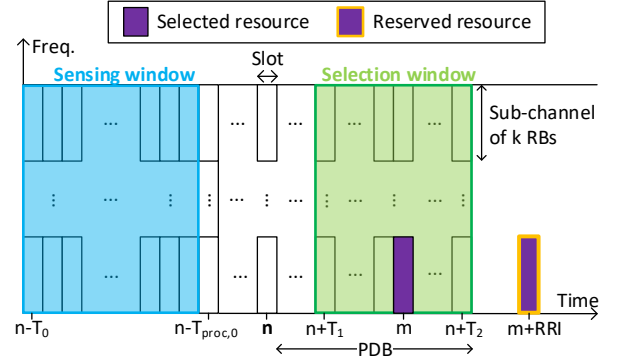 Selected resource
Reserved resource
Freq.
Slot
Sensing window
Selection window
...
...
...
...
Sub-channel
of k RBs
...
...
...
...
...
...
...
...
...
...
...
...
...
...
Time
n-T0
n-Tproc,0
n
n+T1
m
n+T2
m+RRI
PDB